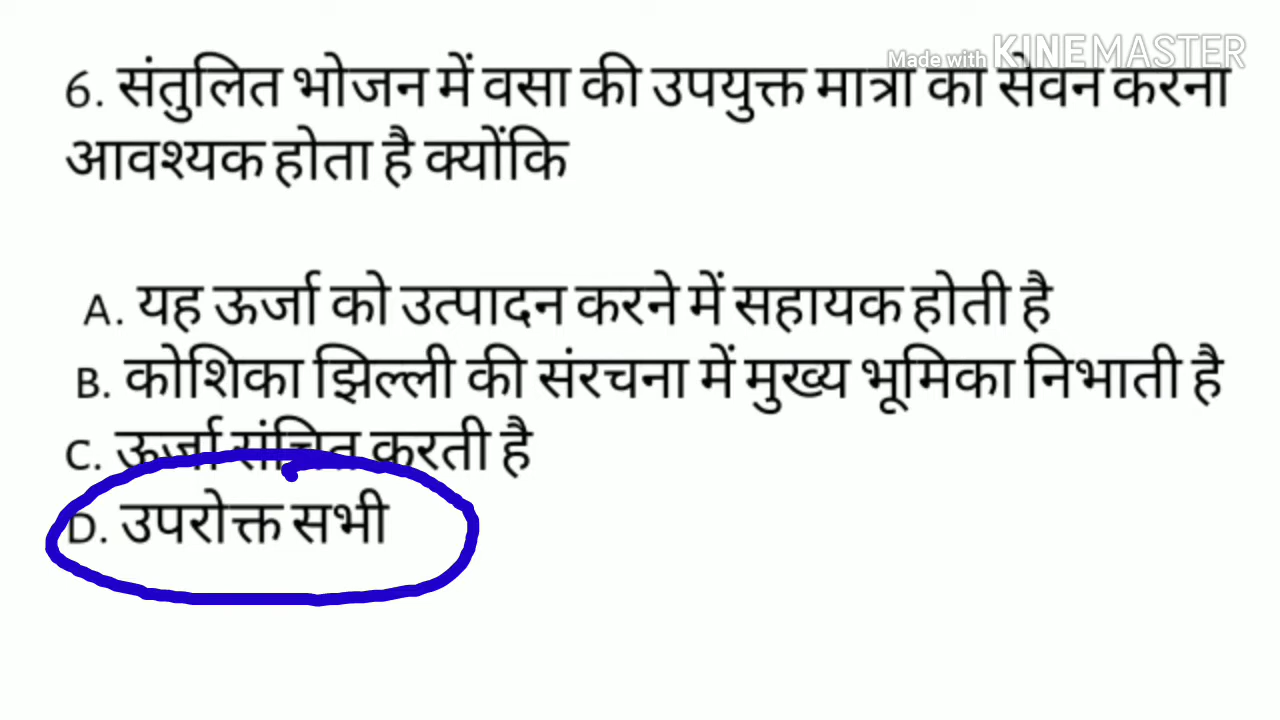 Made with KINEMASTER
6. संतुलित भोजन में वसा की उपयुक्त मात्रा का सेवन करना
आवश्यक होता है क्योंकि
A. यह ऊर्जा को उत्पादन करने में सहायक होती है
B. कोशिका झिल्ली की संरचना में मुख्य भूमिका निभाती है
C. ऊर्जा संचित करती है
D. उपरोक्त सभी